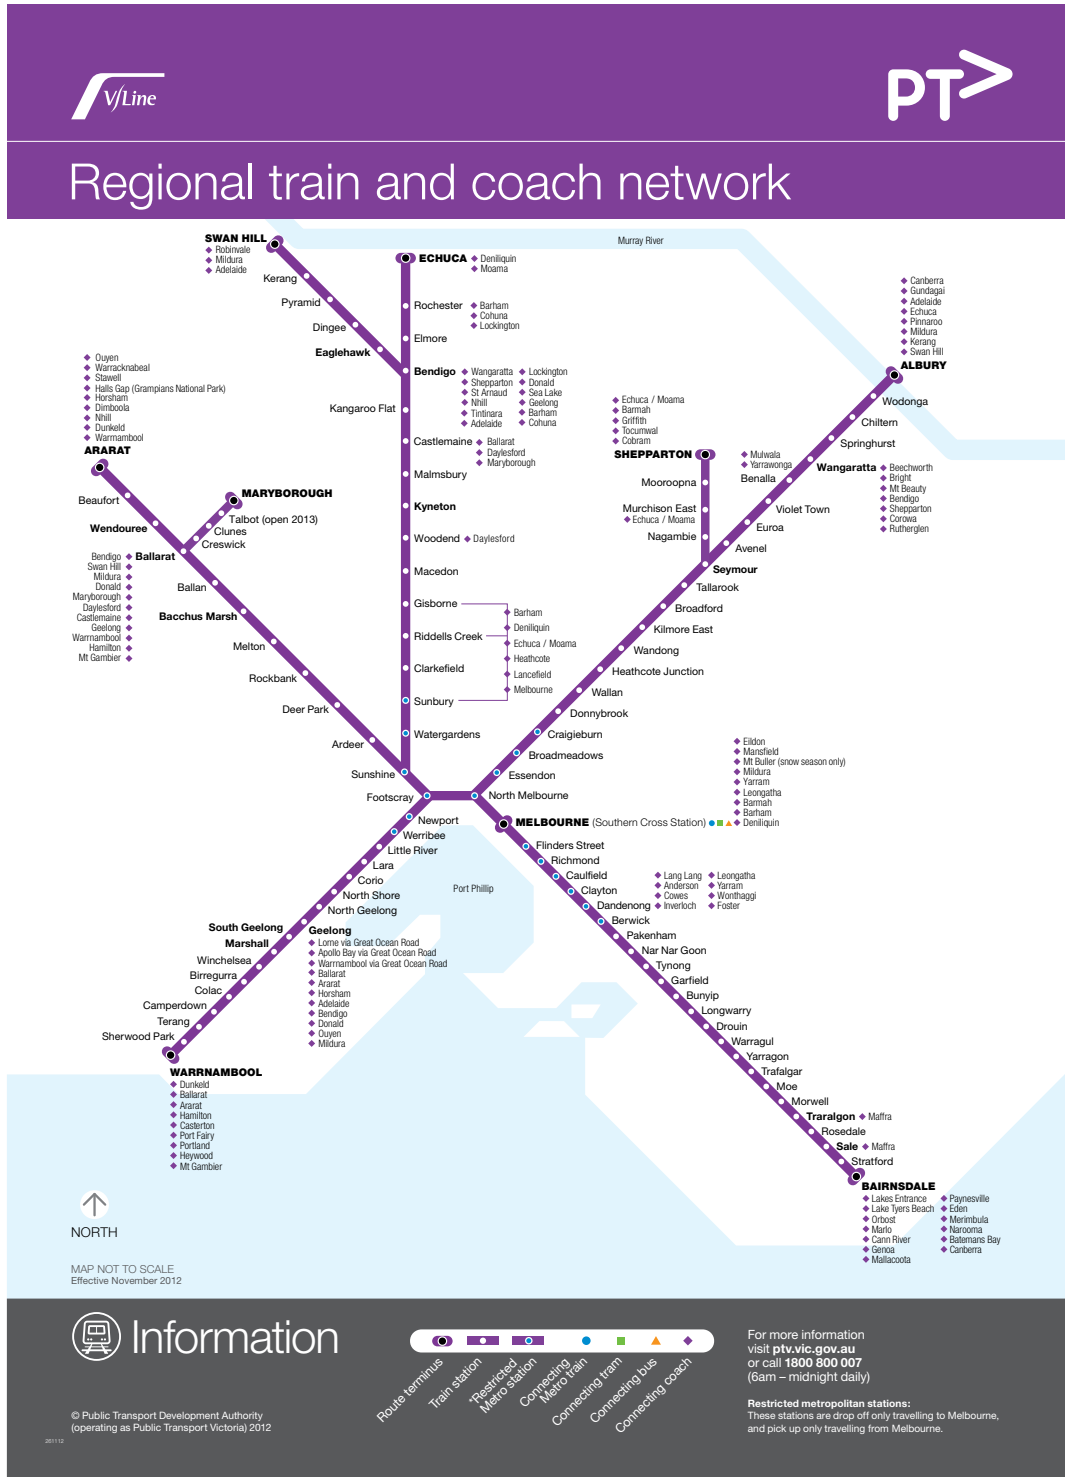 V/Line
PT>
Regional train and coach network
Murray River
SWAN HILL
Robinvale
Mildura
Adelaide
Kerang
Pyramid
Dingee
Eaglehawk
ECHUCA
Deniliquin
Moama
Rochester
Barham
Cohuna
Lockington
Elmore
Bendigo
Wangaratta
Shepparton
St Arnaud
Nhill
Tintinara
Adelaide
Lockington
Donald
Sea Lake
Geelong
Barham
Cohuna
Kangaroo Flat
Castlemaine
Ballarat
Daylesford
Maryborough
Malmsbury
Kyneton
Woodend
Daylesford
Macedon
Gisborne
Riddells Creek
Clarkefield
Sunbury
Barham
Deniliquin
Echuca / Moama
Heathcote
Lancefield
Melbourne
Watergardens
Sunshine
Footscray
Ouyen
Warracknabeal
Stawell
Halls Gap (Grampians National Park)
Horsham
Dimboola
Nhill
Dunkeld
Warrnambool
ARARAT
Beaufort
Wendouree
MARYBOROUGH
Talbot (open 2013)
Clunes
Creswick
Ballarat
Bendigo
Swan Hill
Mildura
Donald
Maryborough
Daylesford
Castlemaine
Geelong
Warrnambool
Hamilton
Mt Gambier
Ballan
Bacchus Marsh
Melton
Rockbank
Deer Park
Ardeer
Canberra
Gundagai
Adelaide
Echuca
Pinnaroo
Mildura
Kerang
Swan Hill
ALBURY
Wodonga
Chiltern
Springhurst
Wangaratta
Beechworth
Bright
Mt Beauty
Bendigo
Shepparton
Corowa
Rutherglen
Mulwala
Yarrawonga
Benalla
Violet Town
Euroa
Avenel
Echuca / Moama
Barmah
Griffith
Tocumwal
Cobram
SHEPPARTON
Mooroopna
Murchison East
Echuca / Moama
Nagambie
Seymour
Tallarook
Broadford
Kilmore East
Wandong
Heathcote Junction
Wallan
Donnybrook
Craigieburn
Broadmeadows
Essendon
North Melbourne
Eildon
Mansfield
Mt Buller (snow season only)
Mildura
Yarram
Leongatha
Barmah
Barham
Deniliquin
MELBOURNE (Southern Cross Station)
Flinders Street
Richmond
Caulfield
Clayton
Dandenong
Lang Lang
Anderson
Cowes
Inverloch
Leongatha
Yarram
Wonthaggi
Foster
Berwick
Pakenham
Nar Nar Goon
Tynong
Garfield
Bunyip
Longwarry
Drouin
Warragul
Yarragon
Trafalgar
Moe
Morwell
Traralgon
Maffra
Rosedale
Sale
Maffra
Stratford
BAIRNSDALE
Lakes Entrance
Lake Tyers Beach
Orbost
Marlo
Cann River
Genoa
Mallacoota
Paynesville
Eden
Merimbula
Narooma
Batemans Bay
Canberra
Port Phillip
Newport
Werribee
Little River
Lara
Corio
North Shore
North Geelong
Geelong
Lorne via Great Ocean Road
Apollo Bay via Great Ocean Road
Warrnambool via Great Ocean Road
Ballarat
Ararat
Horsham
Adelaide
Bendigo
Donald
Ouyen
Mildura
South Geelong
Marshall
Winchelsea
Birregurra
Colac
Camperdown
Terang
Sherwood Park
WARRNAMBOOL
Dunkeld
Ballarat
Ararat
Hamilton
Casterton
Port Fairy
Portland
Heywood
Mt Gambier
NORTH
MAP NOT TO SCALE
Effective November 2012
Information
Route terminus
Train station
*Restricted
Metro station
Connecting
Metro train
Connecting tram
Connecting bus
Connecting coach
For more information
visit ptv.vic.gov.au
or call 1800 800 007
(6am – midnight daily)
Restricted metropolitan stations:
These stations are drop off only travelling to Melbourne,
and pick up only travelling from Melbourne.
© Public Transport Development Authority
(operating as Public Transport Victoria) 2012
261112